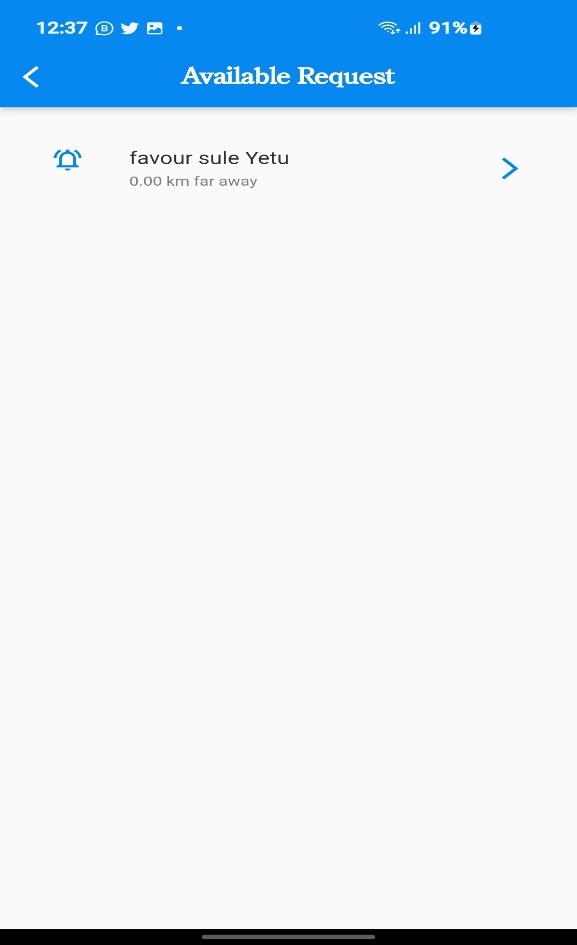 12:37
91%
Available Request
favour sule Yetu
0.00 km far away